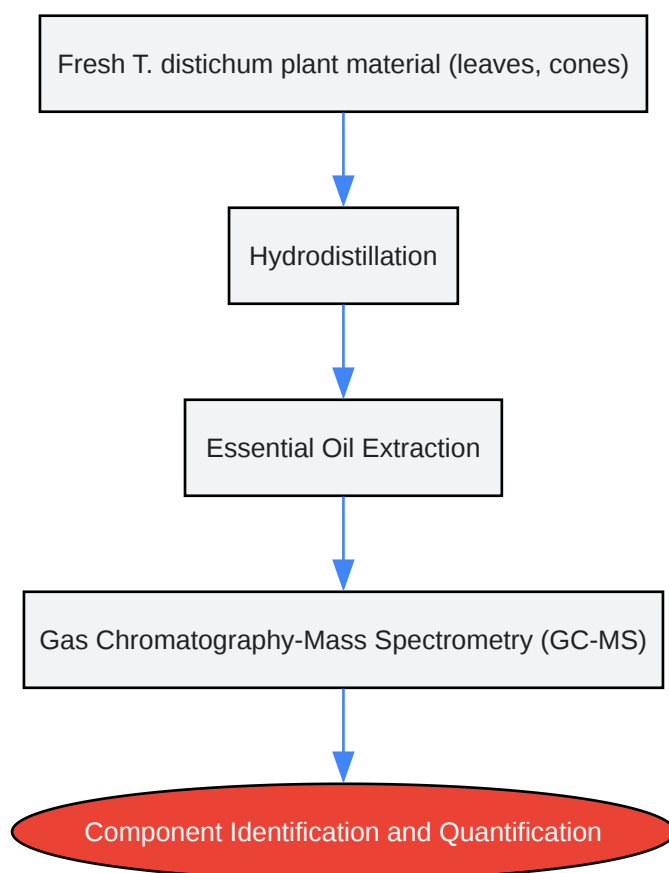 Fresh T. distichum plant material (leaves, cones)
Hydrodistillation
Essential Oil Extraction
Gas Chromatography-Mass Spectrometry (GC-MS)
Component Identification and Quantification